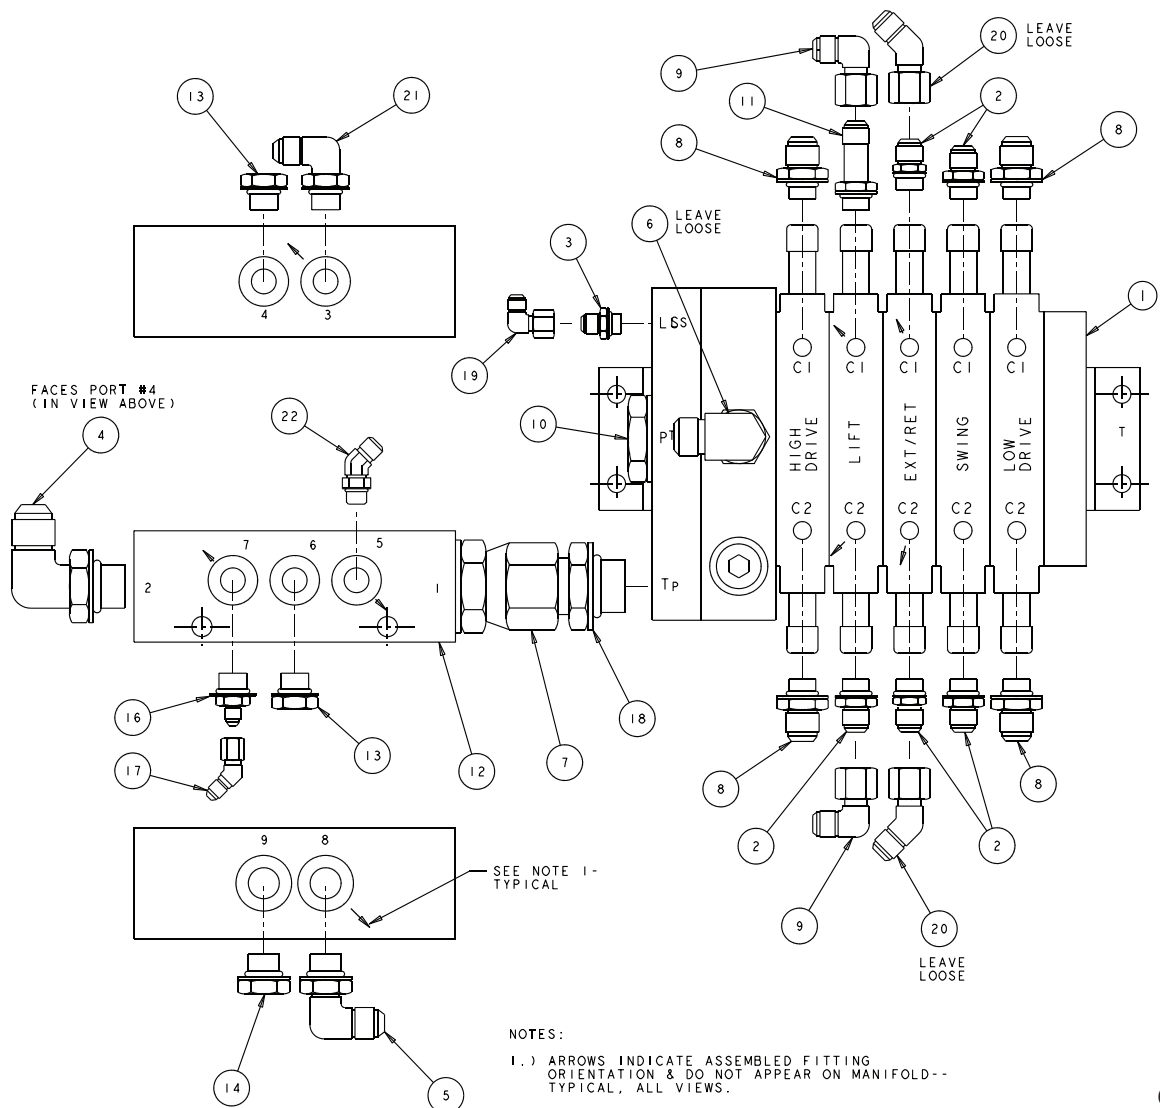 20
LEAVE
LOOSE
9
13
21
11
2
8
8
6
LEAVE
LOOSE
3
4
3
1
LSS
19
C1
C1
C1
C1
C1
FACES PORT #4
(IN VIEW ABOVE)
4
22
10
PT
HIGH
DRIVE
LIFT
EXT/RET
SWING
LOW
DRIVE
T
C2
C2
C2
C2
C2
7
6
5
2
1
TP
16
18
13
7
17
12
8
8
2
2
9
8
SEE NOTE 1-
TYPICAL
9
20
LEAVE
LOOSE
14
5
NOTES:
1.) ARROWS INDICATE ASSEMBLED FITTING
ORIENTATION & DO NOT APPEAR ON MANIFOLD--
TYPICAL, ALL VIEWS.